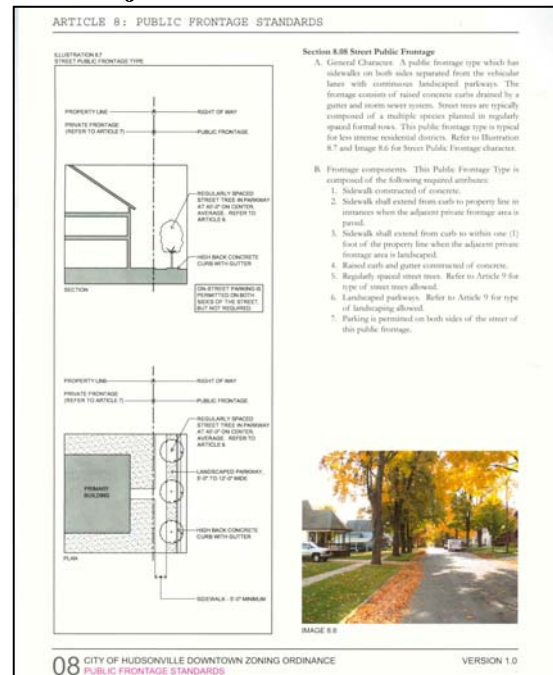 ARTICLE 8: PUBLIC FRONTAGE STANDARDS
ILLUSTRATION 8.7
STREET PUBLIC FRONTAGE TYPE
PROPERTY LINE
RIGHT OF WAY
PRIVATE FRONTAGE
(REFER TO ARTICLE 7)
PUBLIC FRONTAGE
REGULARLY SPACED
STREET TREE IN PARKWAY
AT 40'-0" ON CENTER,
AVERAGE. REFER TO
ARTICLE 9.
HIGH BACK CONCRETE
CURB WITH GUTTER
SECTION
ON-STREET PARKING IS
PERMITTED ON BOTH
SIDES OF THE STREET,
BUT NOT REQUIRED.
PROPERTY LINE
RIGHT OF WAY
PRIVATE FRONTAGE
(REFER TO ARTICLE 7)
PUBLIC FRONTAGE
REGULARLY SPACED
STREET TREE IN PARKWAY
AT 40'-0" ON CENTER,
AVERAGE. REFER TO
ARTICLE 9.
LANDSCAPED PARKWAY,
5'-0" TO 12'-0" WIDE
PRIMARY
BUILDING
HIGH BACK CONCRETE
CURB WITH GUTTER
PLAN
SIDEWALK - 5'-0" MINIMUM
Section 8.08 Street Public Frontage
A. General Character. A public frontage type which has
sidewalks on both sides separated from the vehicular
lanes with continuous landscaped parkways. The
frontage consists of raised concrete curbs drained by a
gutter and storm sewer system. Street trees are typically
composed of a multiple species planted in regularly
spaced formal rows. This public frontage type is typical
for less intense residential districts. Refer to Illustration
8.7 and Image 8.6 for Street Public Frontage character.
B. Frontage components. This Public Frontage Type is
composed of the following required attributes:
1. Sidewalk constructed of concrete.
2. Sidewalk shall extend from curb to property line in
instances when the adjacent private frontage area is
paved.
3. Sidewalk shall extend from curb to within one (1)
foot of the property line when the adjacent private
frontage area is landscaped.
4. Raised curb and gutter constructed of concrete.
5. Regularly spaced street trees. Refer to Article 9 for
type of street trees allowed.
6. Landscaped parkways. Refer to Article 9 for type
of landscaping allowed.
7. Parking is permitted on both sides of the street of
this public frontage.
IMAGE 8.6
08 CITY OF HUDSONVILLE DOWNTOWN ZONING ORDINANCE
PUBLIC FRONTAGE STANDARDS
VERSION 1.0